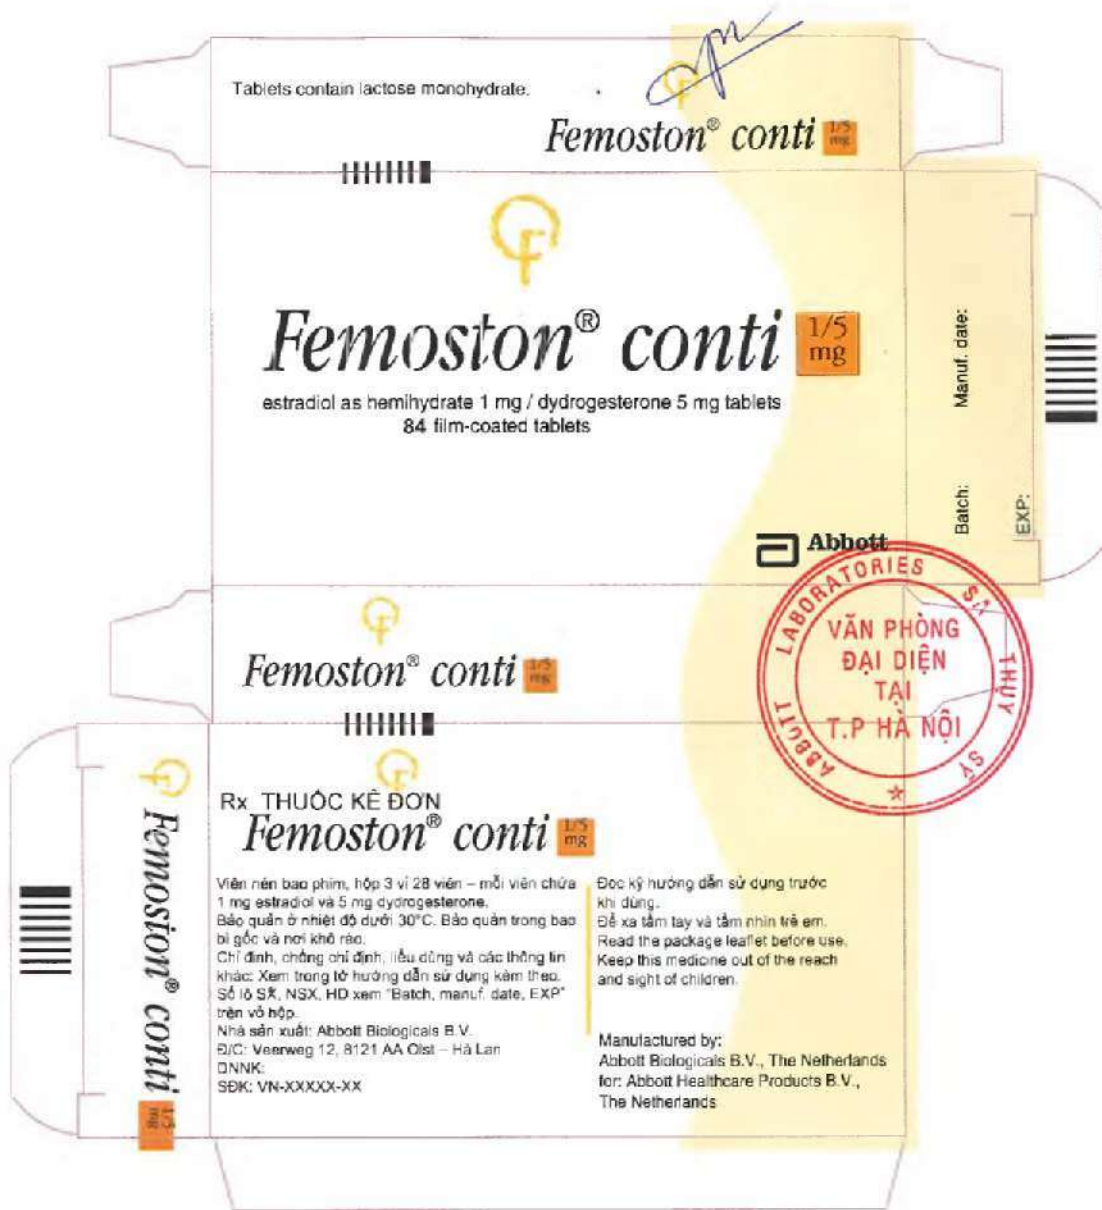 Tablets contain lactose monohydrate.
Femoston® conti 1/5 mg
Femoston® conti 1/5 mg
estradiol as hemihydrate 1 mg / dydrogesterone 5 mg tablets
84 film-coated tablets
Abbott
Batch: Manuf. date:
EXP:
ABBOTT LABORATORIES SA THỤY SỸ
VĂN PHÒNG
ĐẠI DIỆN
TẠI
T.P HÀ NỘI
Femoston® conti 1/5 mg
Femoston® conti 1/5 mg
Rx THUỐC KÊ ĐƠN
Femoston® conti 1/5 mg
Viên nén bao phim, hộp 3 vỉ 28 viên – mỗi viên chứa
1 mg estradiol và 5 mg dydrogesterone.
Bảo quản ở nhiệt độ dưới 30°C. Bảo quản trong bao
bì gốc và nơi khô ráo.
Chỉ định, chống chỉ định, liều dùng và các thông tin
khác: Xem trong tờ hướng dẫn sử dụng kèm theo.
Số lô SX, NSX, HD xem "Batch, manuf. date, EXP"
trên vỏ hộp.
Nhà sản xuất: Abbott Biologicals B.V.
Đ/C: Veerweg 12, 8121 AA Olst – Hà Lan
DNNK:
SĐK: VN-XXXXX-XX
Đọc kỹ hướng dẫn sử dụng trước
khi dùng.
Để xa tầm tay và tầm nhìn trẻ em.
Read the package leaflet before use.
Keep this medicine out of the reach
and sight of children.
Manufactured by:
Abbott Biologicals B.V., The Netherlands
for: Abbott Healthcare Products B.V.,
The Netherlands